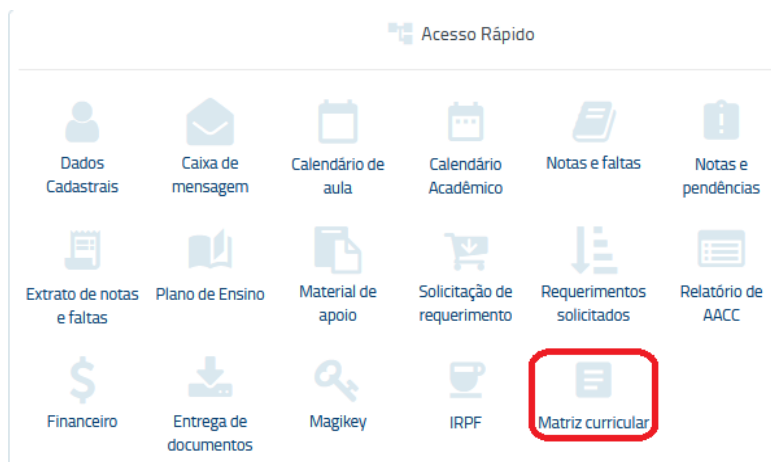 Acesso Rápido
Dados
Cadastrais
Caixa de
mensagem
Calendário de
aula
Calendário
Acadêmico
Notas e faltas
Notas e
pendências
Extrato de notas
e faltas
Plano de Ensino
Material de
apoio
Solicitação de
requerimento
Requerimentos
solicitados
Relatório de
AACC
Financeiro
Entrega de
documentos
Magikey
IRPF
Matriz curricular